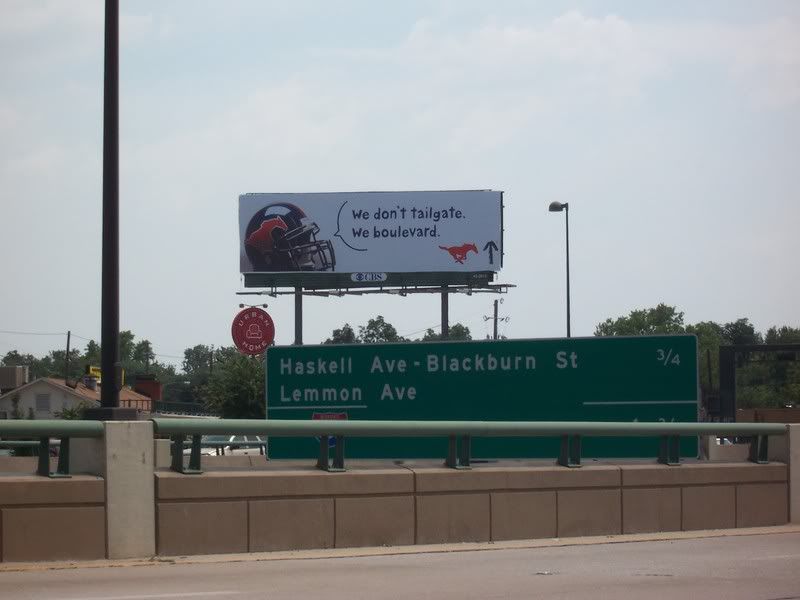 We don't tailgate.
We boulevard.
CBS
URBAN
HOME
Haskell Ave - Blackburn St 3/4
Lemmon Ave